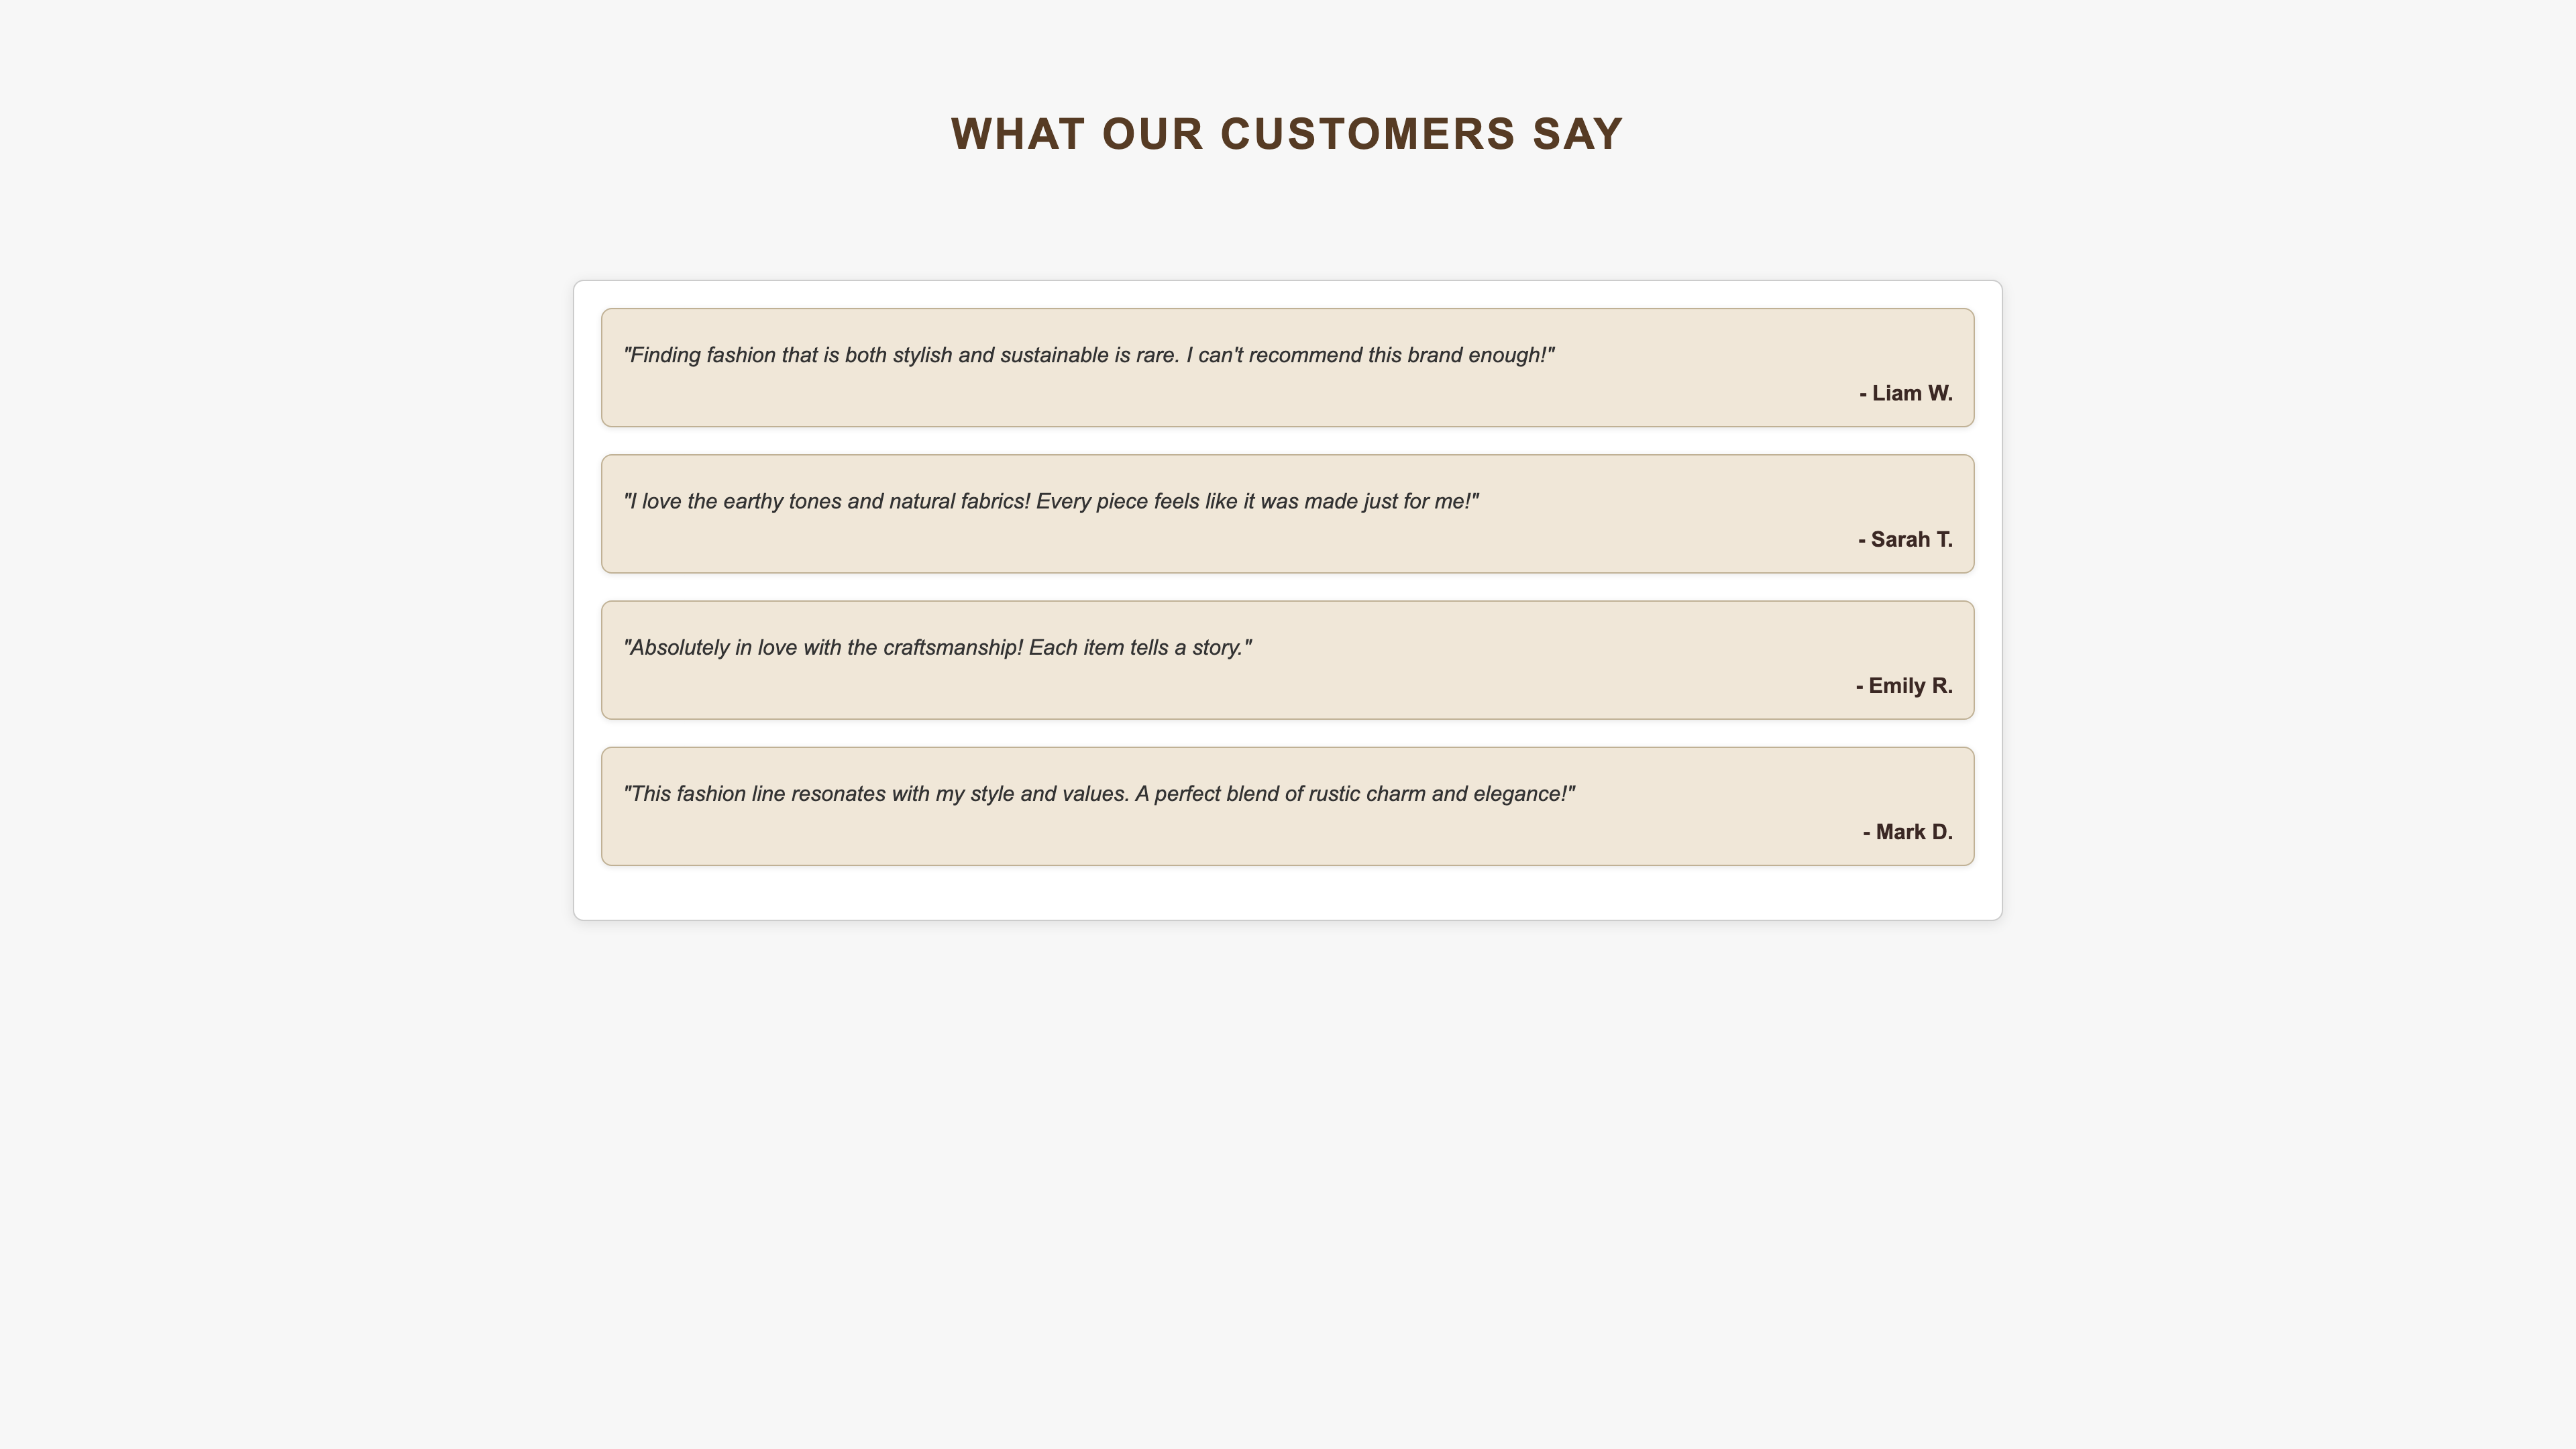 WHAT OUR CUSTOMERS SAY
"Finding fashion that is both stylish and sustainable is rare. I can't recommend this brand enough!"
- Liam W.
"I love the earthy tones and natural fabrics! Every piece feels like it was made just for me!"
- Sarah T.
"Absolutely in love with the craftsmanship! Each item tells a story."
- Emily R.
"This fashion line resonates with my style and values. A perfect blend of rustic charm and elegance!"
- Mark D.